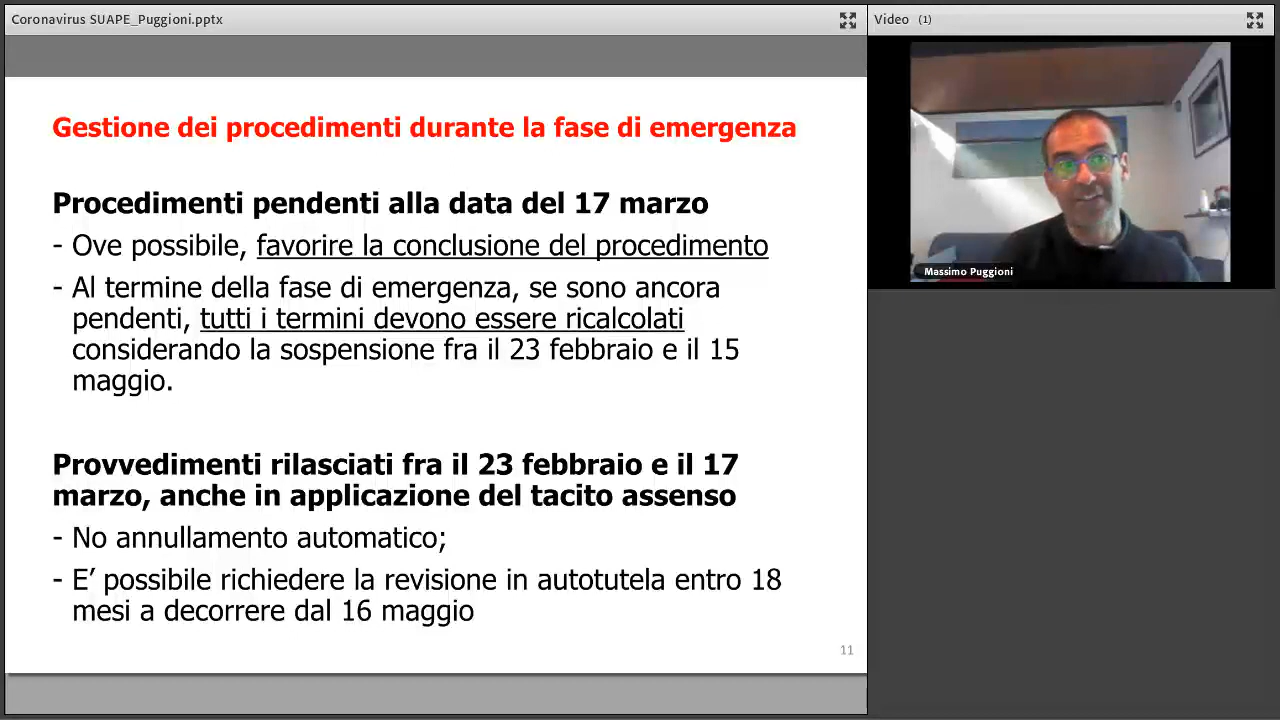 Coronavirus SUAPE_Puggioni.pptx
Video (1)
Gestione dei procedimenti durante la fase di emergenza
Procedimenti pendenti alla data del 17 marzo
- Ove possibile, favorire la conclusione del procedimento
- Al termine della fase di emergenza, se sono ancora
pendenti, tutti i termini devono essere ricalcolati
considerando la sospensione fra il 23 febbraio e il 15
maggio.
Provvedimenti rilasciati fra il 23 febbraio e il 17
marzo, anche in applicazione del tacito assenso
- No annullamento automatico;
- E’ possibile richiedere la revisione in autotutela entro 18
mesi a decorrere dal 16 maggio
11
Massimo Puggioni